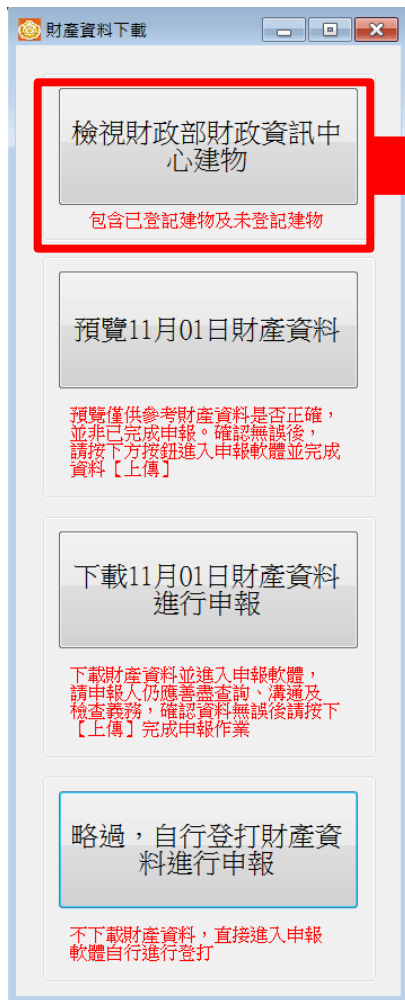 財產資料下載
檢視財政部財政資訊中
心建物
包含已登記建物及未登記建物
預覽11月01日財產資料
預覽僅供參考財產資料是否正確，
並非已完成申報。確認無誤後，
請按下方按鈕進入申報軟體並完成
資料【上傳】
下載11月01日財產資料
進行申報
下載財產資料並進入申報軟體，
請申報人仍應善盡查詢、溝通及
檢查義務，確認資料無誤後請按下
【上傳】完成申報作業
略過，自行登打財產資
料進行申報
不下載財產資料，直接進入申報
軟體自行進行登打